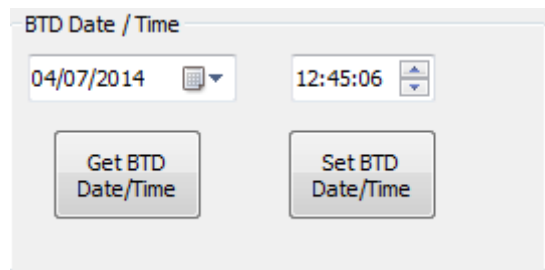 BTD Date / Time
04/07/2014 12:45:06
Get BTD
Date/Time
Set BTD
Date/Time